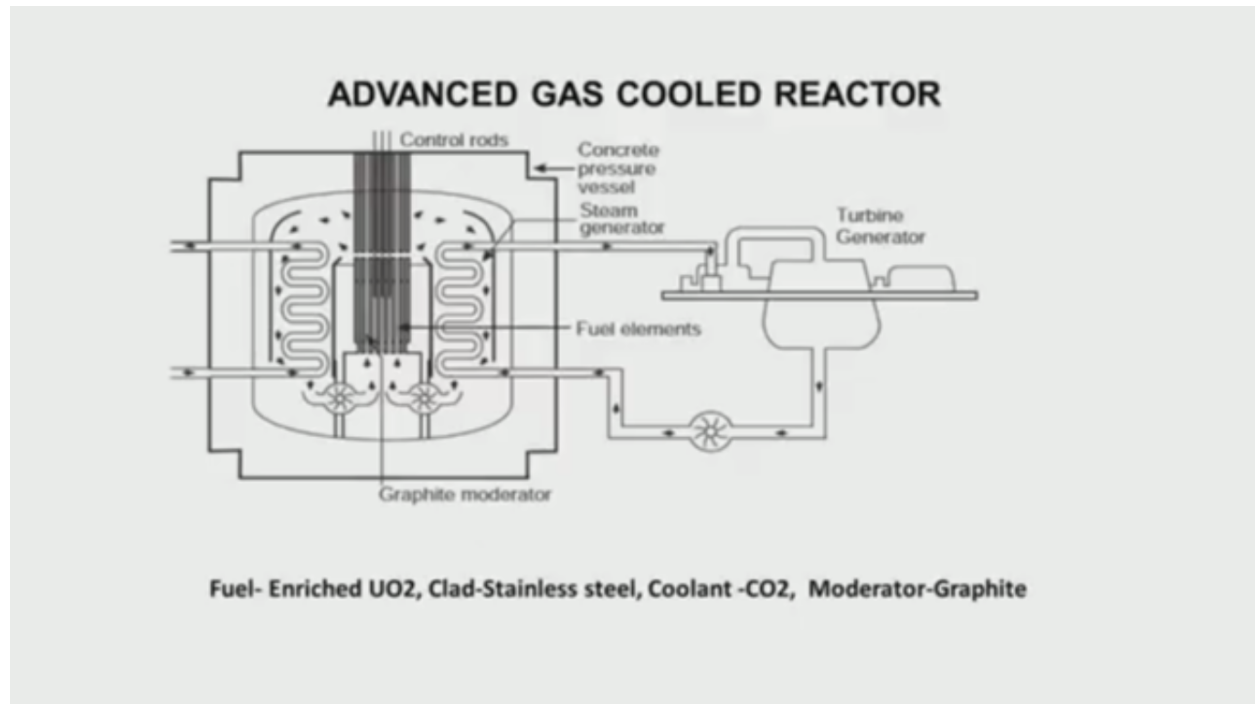 ADVANCED GAS COOLED REACTOR
Control rods
Concrete
pressure
vessel
Steam
generator
Turbine
Generator
Fuel elements
Graphite moderator
Fuel- Enriched UO2, Clad-Stainless steel, Coolant -CO2, Moderator-Graphite